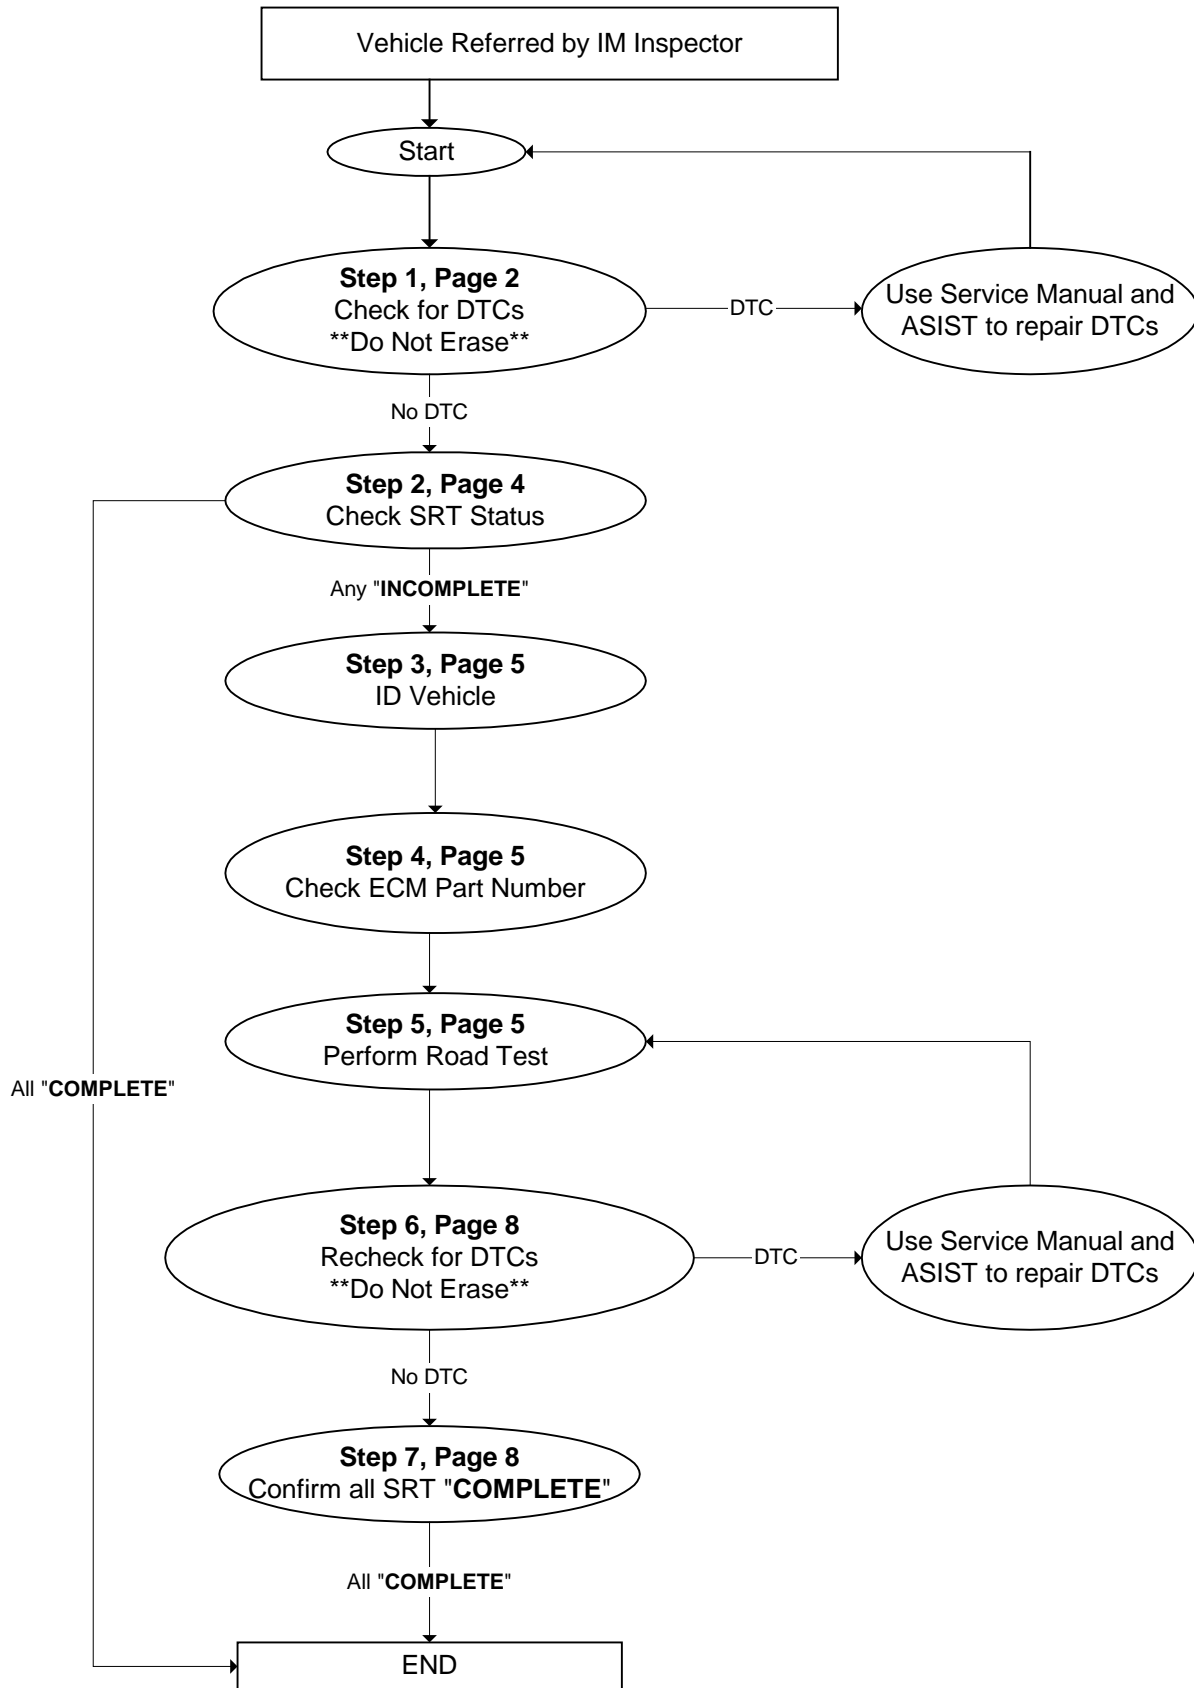 Vehicle Referred by IM Inspector
Start
Step 1, Page 2
Check for DTCs
**Do Not Erase**
DTC
Use Service Manual and
ASIST to repair DTCs
No DTC
Step 2, Page 4
Check SRT Status
Any "INCOMPLETE"
Step 3, Page 5
ID Vehicle
Step 4, Page 5
Check ECM Part Number
Step 5, Page 5
Perform Road Test
All "COMPLETE"
Step 6, Page 8
Recheck for DTCs
**Do Not Erase**
DTC
Use Service Manual and
ASIST to repair DTCs
No DTC
Step 7, Page 8
Confirm all SRT "COMPLETE"
All "COMPLETE"
END